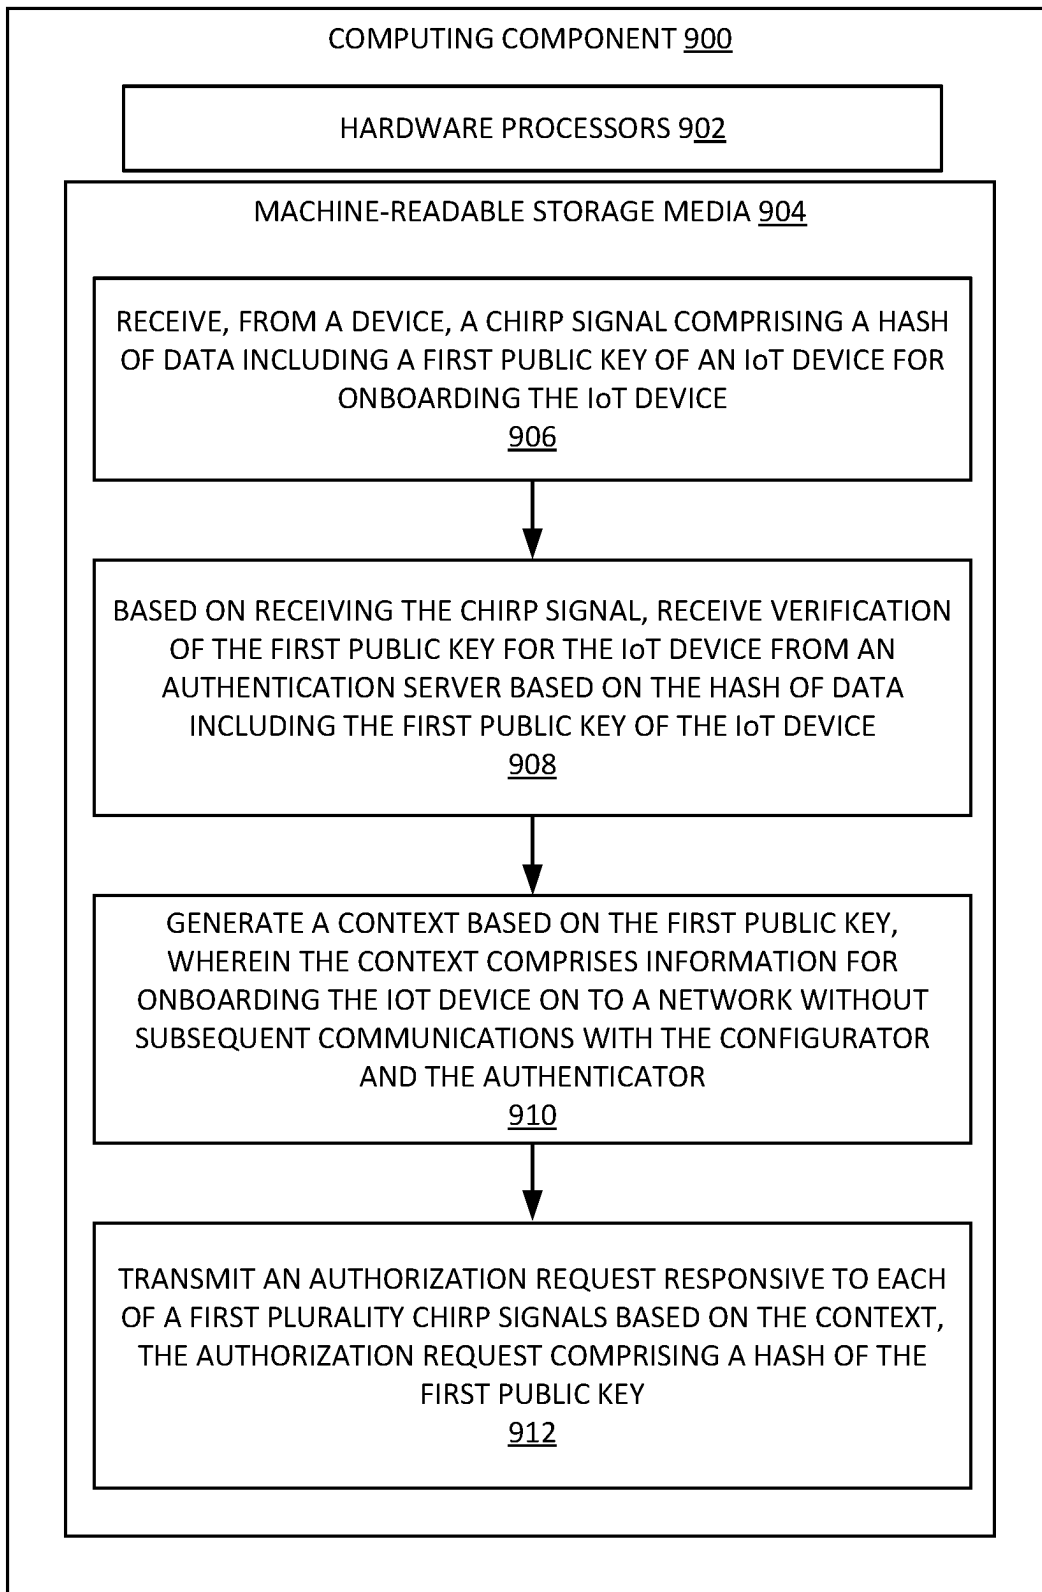 COMPUTING COMPONENT 900
HARDWARE PROCESSORS 902
MACHINE-READABLE STORAGE MEDIA 904
RECEIVE, FROM A DEVICE, A CHIRP SIGNAL COMPRISING A HASH
OF DATA INCLUDING A FIRST PUBLIC KEY OF AN IoT DEVICE FOR
ONBOARDING THE IoT DEVICE
906
BASED ON RECEIVING THE CHIRP SIGNAL, RECEIVE VERIFICATION
OF THE FIRST PUBLIC KEY FOR THE IoT DEVICE FROM AN
AUTHENTICATION SERVER BASED ON THE HASH OF DATA
INCLUDING THE FIRST PUBLIC KEY OF THE IoT DEVICE
908
GENERATE A CONTEXT BASED ON THE FIRST PUBLIC KEY,
WHEREIN THE CONTEXT COMPRISES INFORMATION FOR
ONBOARDING THE IOT DEVICE ON TO A NETWORK WITHOUT
SUBSEQUENT COMMUNICATIONS WITH THE CONFIGURATOR
AND THE AUTHENTICATOR
910
TRANSMIT AN AUTHORIZATION REQUEST RESPONSIVE TO EACH
OF A FIRST PLURALITY CHIRP SIGNALS BASED ON THE CONTEXT,
THE AUTHORIZATION REQUEST COMPRISING A HASH OF THE
FIRST PUBLIC KEY
912